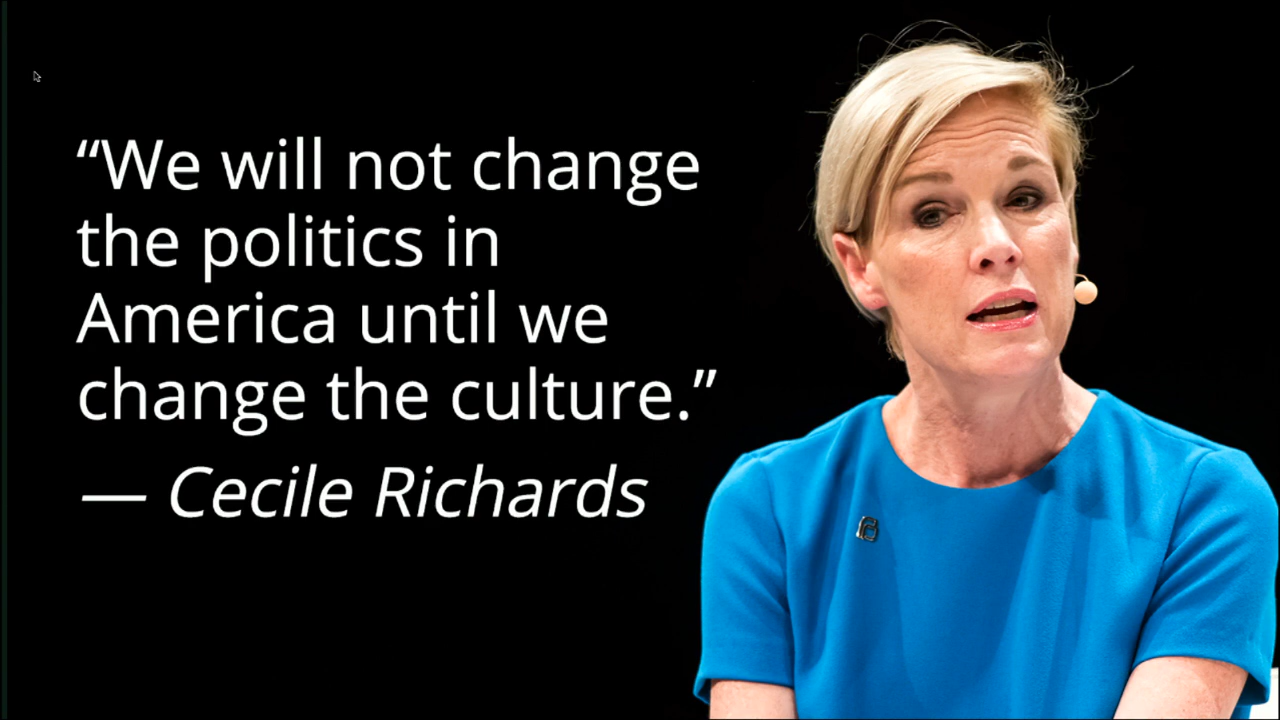 “We will not change
the politics in
America until we
change the culture.”
— Cecile Richards